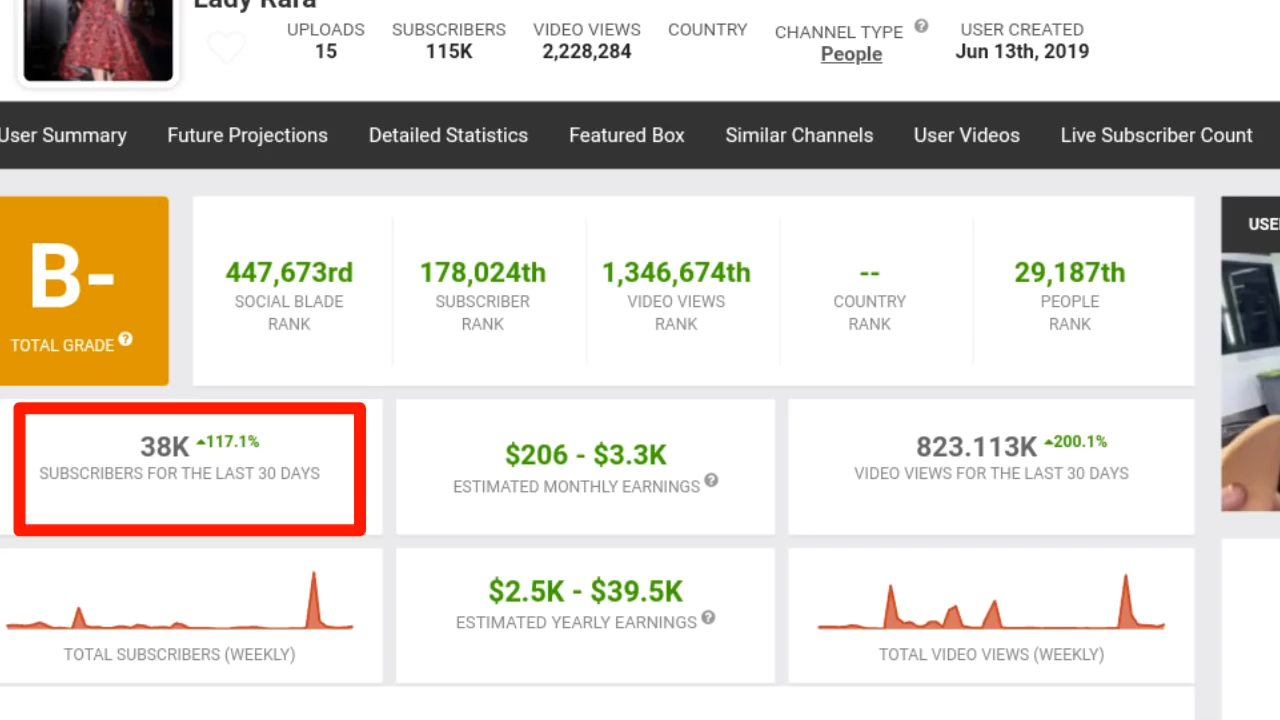 Lady Rara
UPLOADS
15
SUBSCRIBERS
115K
VIDEO VIEWS
2,228,284
COUNTRY
CHANNEL TYPE ?
People
USER CREATED
Jun 13th, 2019
User Summary
Future Projections
Detailed Statistics
Featured Box
Similar Channels
User Videos
Live Subscriber Count
B-
TOTAL GRADE ?
447,673rd
SOCIAL BLADE
RANK
178,024th
SUBSCRIBER
RANK
1,346,674th
VIDEO VIEWS
RANK
--
COUNTRY
RANK
29,187th
PEOPLE
RANK
38K 117.1%
SUBSCRIBERS FOR THE LAST 30 DAYS
$206 - $3.3K
ESTIMATED MONTHLY EARNINGS ?
823.113K 200.1%
VIDEO VIEWS FOR THE LAST 30 DAYS
TOTAL SUBSCRIBERS (WEEKLY)
$2.5K - $39.5K
ESTIMATED YEARLY EARNINGS ?
TOTAL VIDEO VIEWS (WEEKLY)